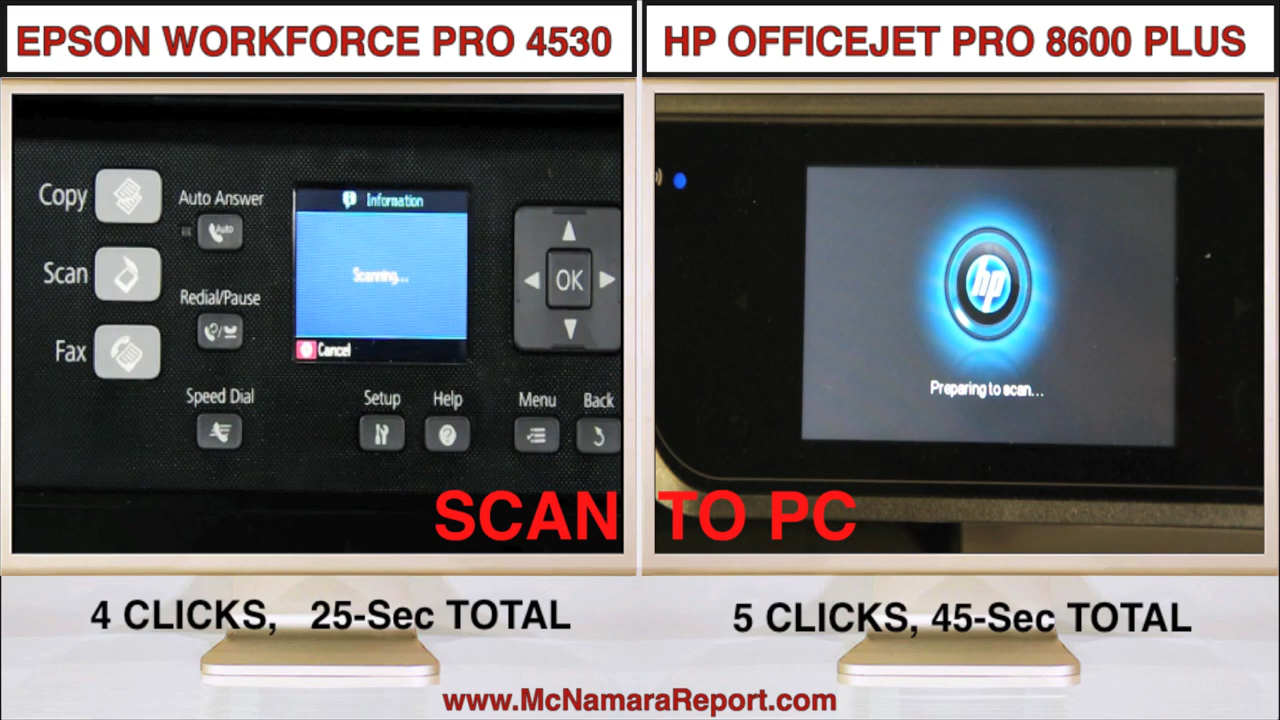 EPSON WORKFORCE PRO 4530
HP OFFICEJET PRO 8600 PLUS
Copy
Auto Answer
Auto
Scan
Redial/Pause
Fax
Speed Dial
Information
Scanning...
Cancel
OK
Setup
Help
Menu
Back
hp
Preparing to scan...
SCAN TO PC
4 CLICKS, 25-Sec TOTAL
5 CLICKS, 45-Sec TOTAL
www.McNamaraReport.com